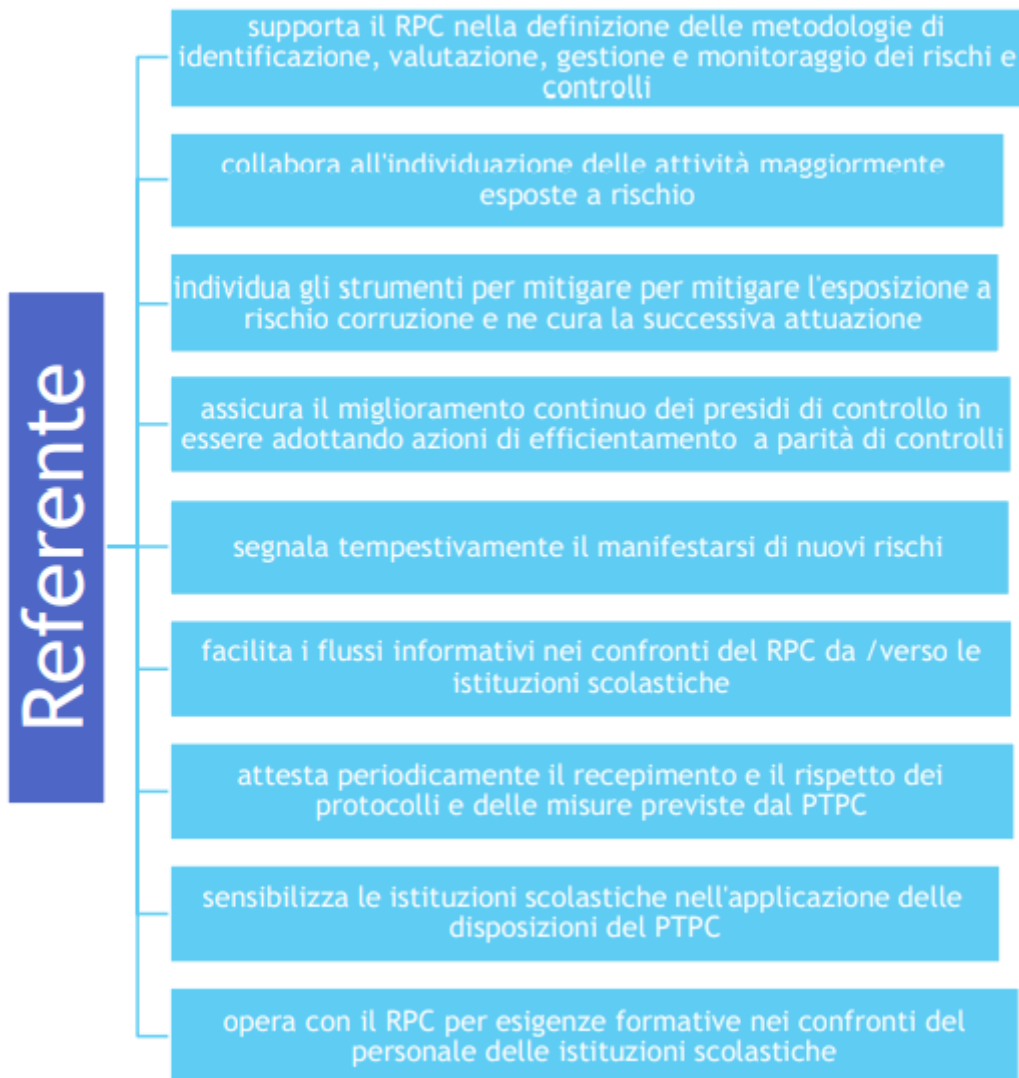 Referente
supporta il RPC nella definizione delle metodologie di
identificazione, valutazione, gestione e monitoraggio dei rischi e
controlli
collabora all'individuazione delle attività maggiormente
esposte a rischio
individua gli strumenti per mitigare per mitigare l'esposizione a
rischio corruzione e ne cura la successiva attuazione
assicura il miglioramento continuo dei presidi di controllo in
essere adottando azioni di efficientamento a parità di controlli
segnala tempestivamente il manifestarsi di nuovi rischi
facilita i flussi informativi nei confronti del RPC da /verso le
istituzioni scolastiche
attesta periodicamente il recepimento e il rispetto dei
protocolli e delle misure previste dal PTPC
sensibilizza le istituzioni scolastiche nell'applicazione delle
disposizioni del PTPC
opera con il RPC per esigenze formative nei confronti del
personale delle istituzioni scolastiche